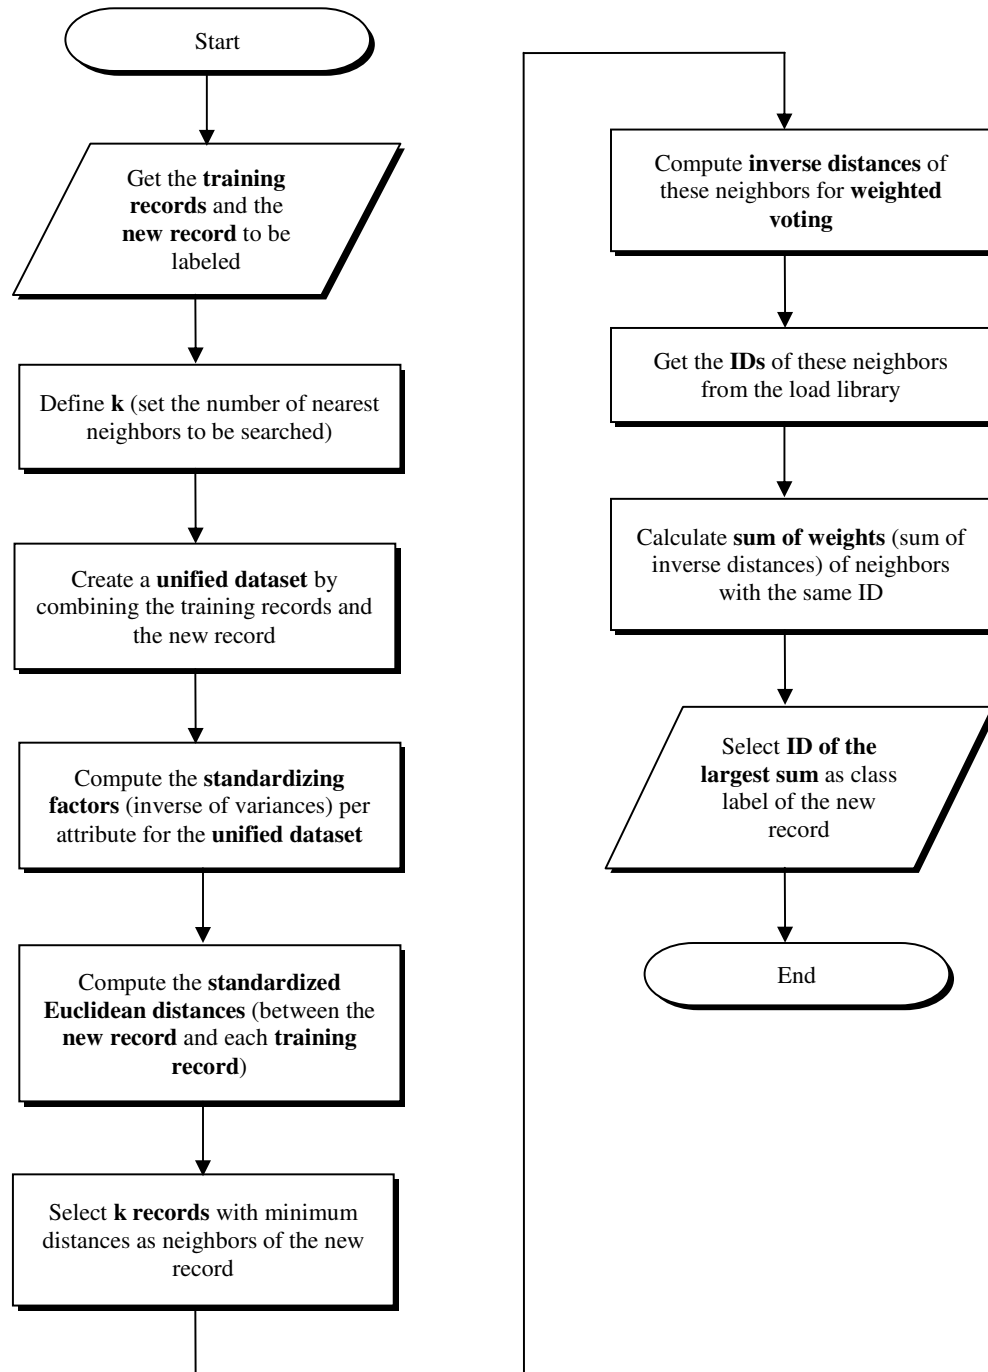 Start
Get the training
records and the
new record to be
labeled
Define k (set the number of nearest
neighbors to be searched)
Create a unified dataset by
combining the training records and
the new record
Compute the standardizing
factors (inverse of variances) per
attribute for the unified dataset
Compute the standardized
Euclidean distances (between the
new record and each training
record)
Select k records with minimum
distances as neighbors of the new
record
Compute inverse distances of
these neighbors for weighted
voting
Get the IDs of these neighbors
from the load library
Calculate sum of weights (sum of
inverse distances) of neighbors
with the same ID
Select ID of the
largest sum as class
label of the new
record
End